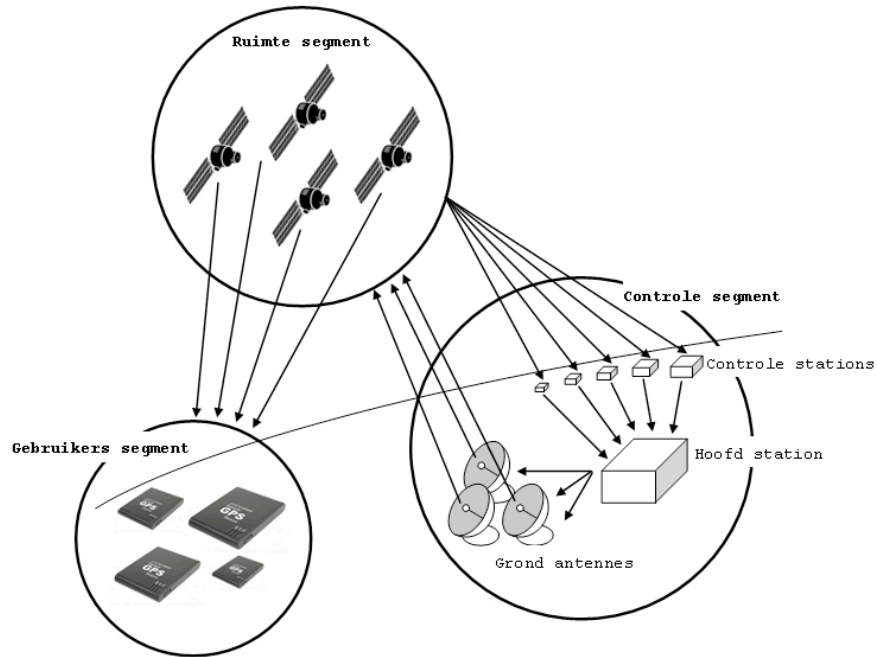 Ruimte segment
Controle segment
Controle stations
Gebruikers segment
Hoofd station
Grond antennes
GPS
GPS
GPS
GPS